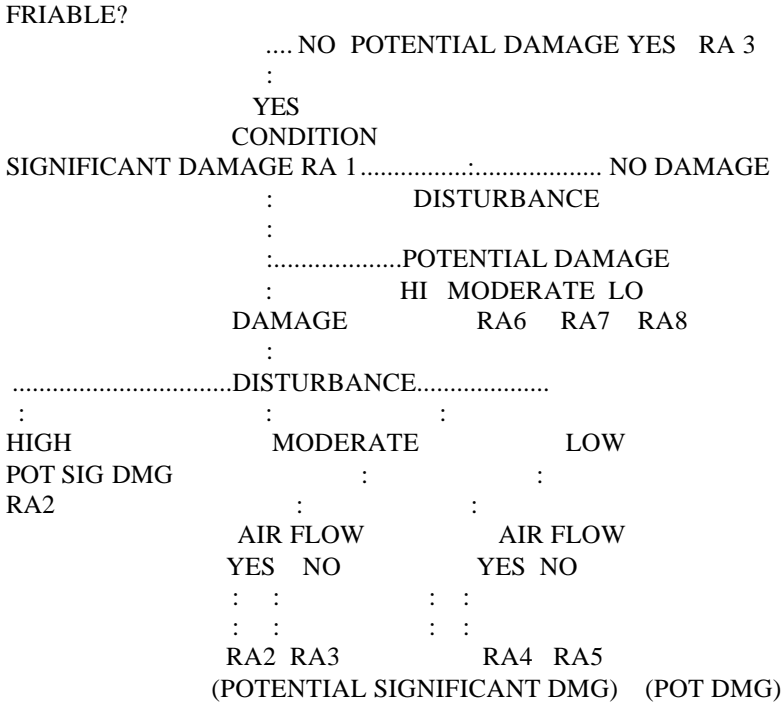 FRIABLE?
.... NO POTENTIAL DAMAGE YES RA 3
:
YES
CONDITION
SIGNIFICANT DAMAGE RA 1................:................... NO DAMAGE
: DISTURBANCE
:
:...................POTENTIAL DAMAGE
: HI MODERATE LO
DAMAGE RA6 RA7 RA8
:
.................................DISTURBANCE....................
: : :
HIGH MODERATE LOW
POT SIG DMG : :
RA2 : :
AIR FLOW AIR FLOW
YES NO YES NO
: : : :
: : : :
RA2 RA3 RA4 RA5
(POTENTIAL SIGNIFICANT DMG) (POT DMG)